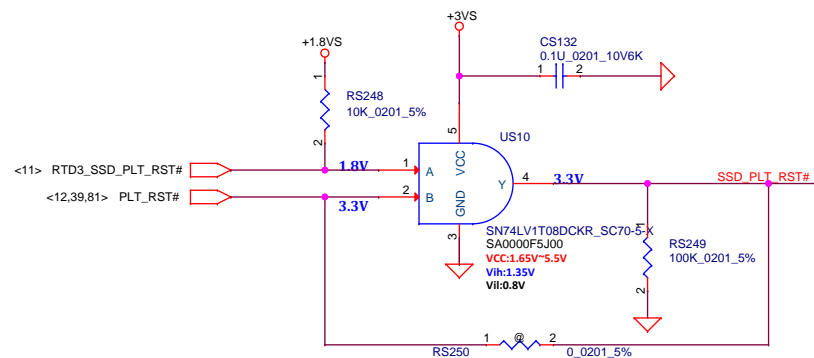 +3VS
+1.8VS
CS132
0.1U_0201_10V6K
1
2
1
RS248
10K_0201_5%
2
5
US10
VCC
<11> RTD3_SSD_PLT_RST#
1.8V
1
A
Y
4
3.3V
SSD_PLT_RST#
<12,39,81> PLT_RST#
3.3V
2
B
GND
3
SN74LV1T08DCKR_SC70-5-X
SA0000F5J00
VCC:1.65V~5.5V
Vih:1.35V
Vil:0.8V
1
RS249
100K_0201_5%
2
RS250
1
@
2
0_0201_5%